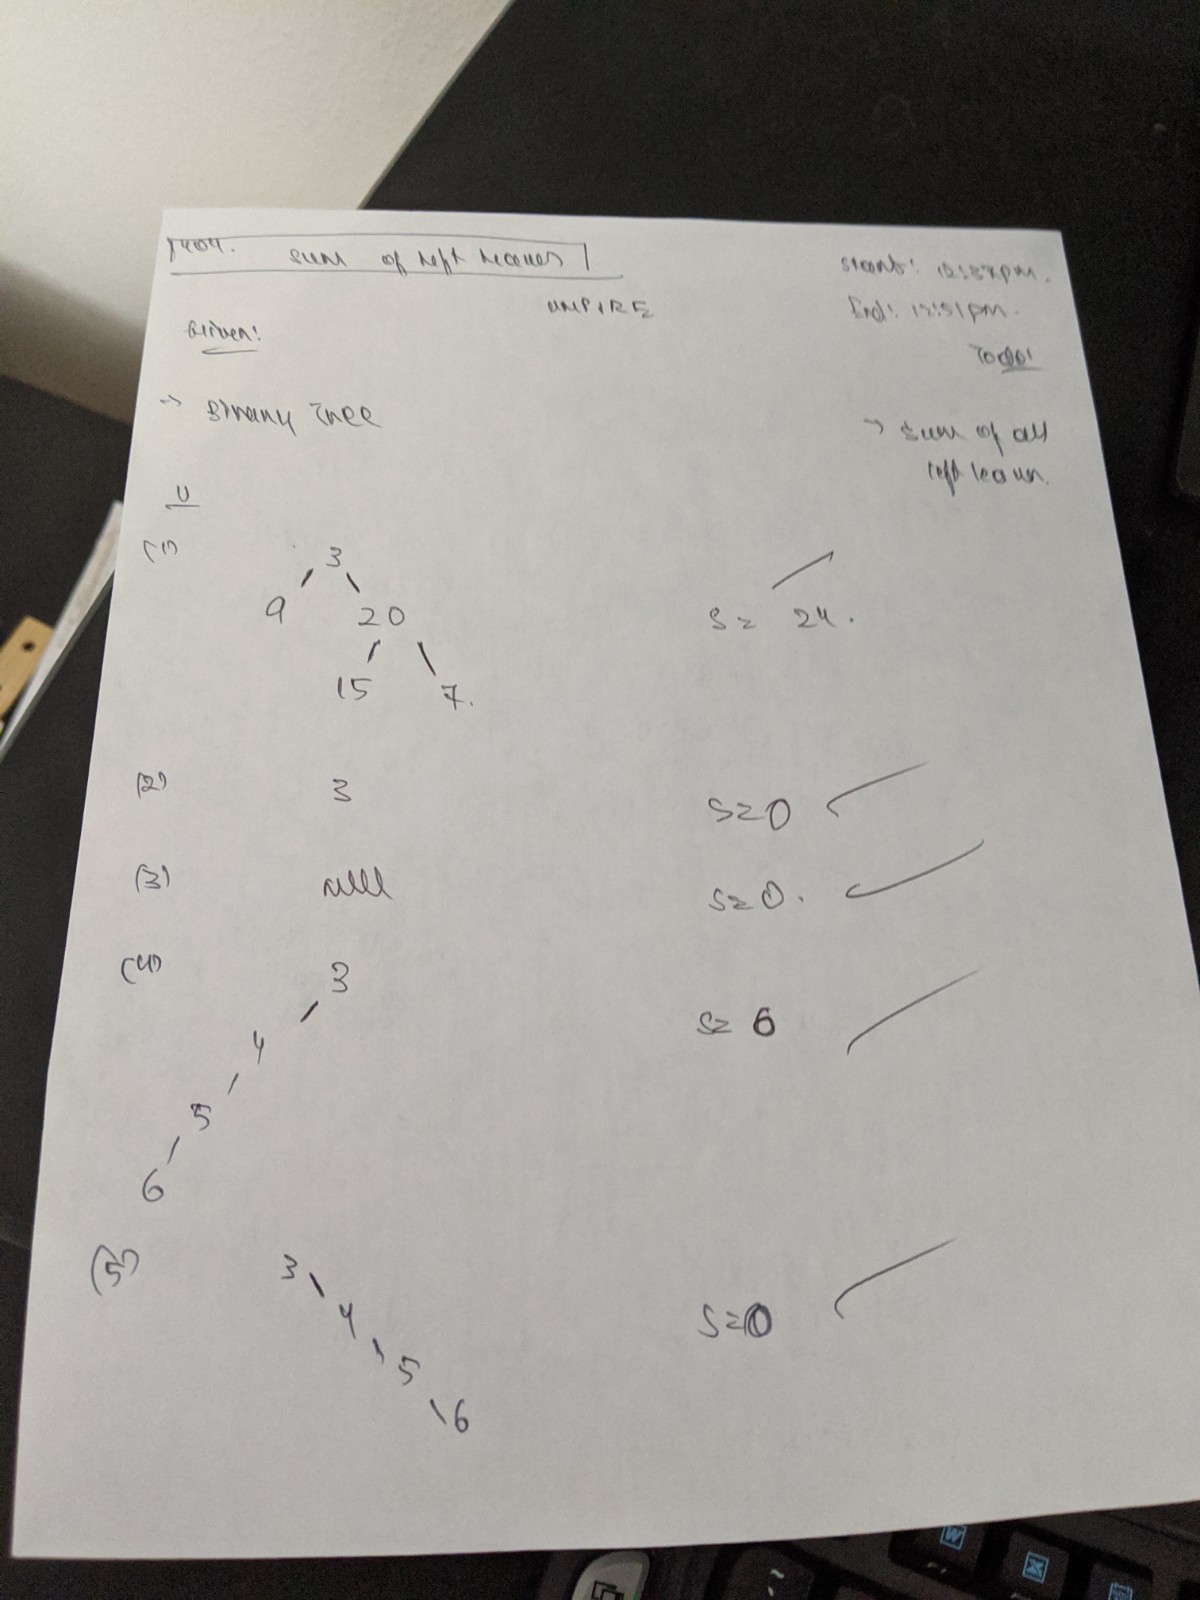 404. Sum of Left Leaves
Start: 12:37pm.
UMPIRE
End: 12:51pm.
Given:
Todo:
→ Binary Tree
→ sum of all
left leaves.
U
(1)
3
9 20
S = 24.
15 7.
(2) 3 S=0
(3) null S=0.
(4) 3
S= 6
4
5
6
(5) 3
4 S=0
5
6
W
X